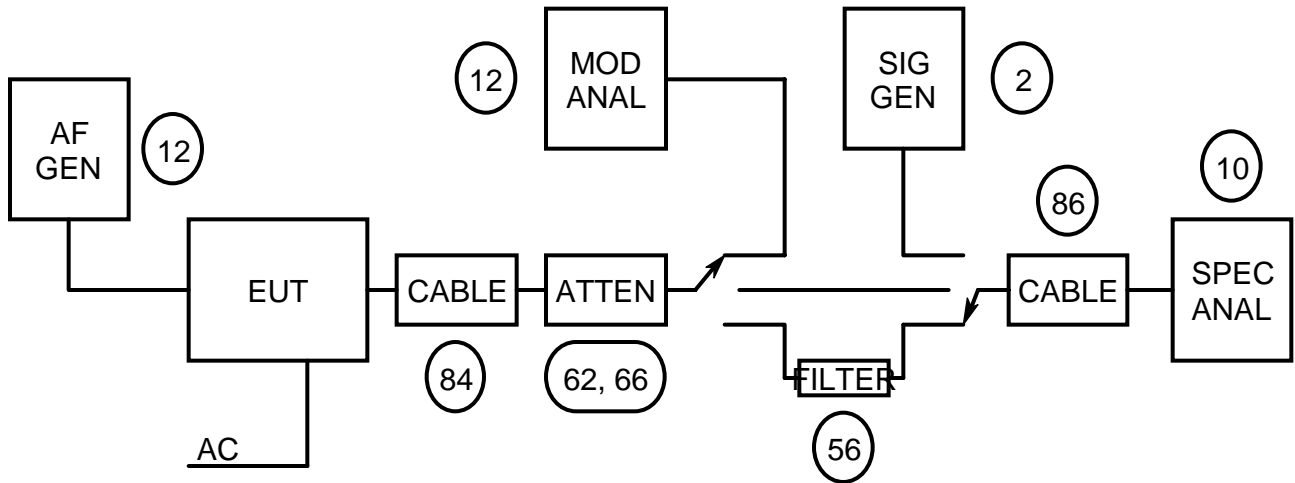 MOD
ANAL
12
SIG
GEN
2
AF
GEN
12
10
86
EUT
CABLE
ATTEN
CABLE
SPEC
ANAL
84
62, 66
FILTER
56
AC